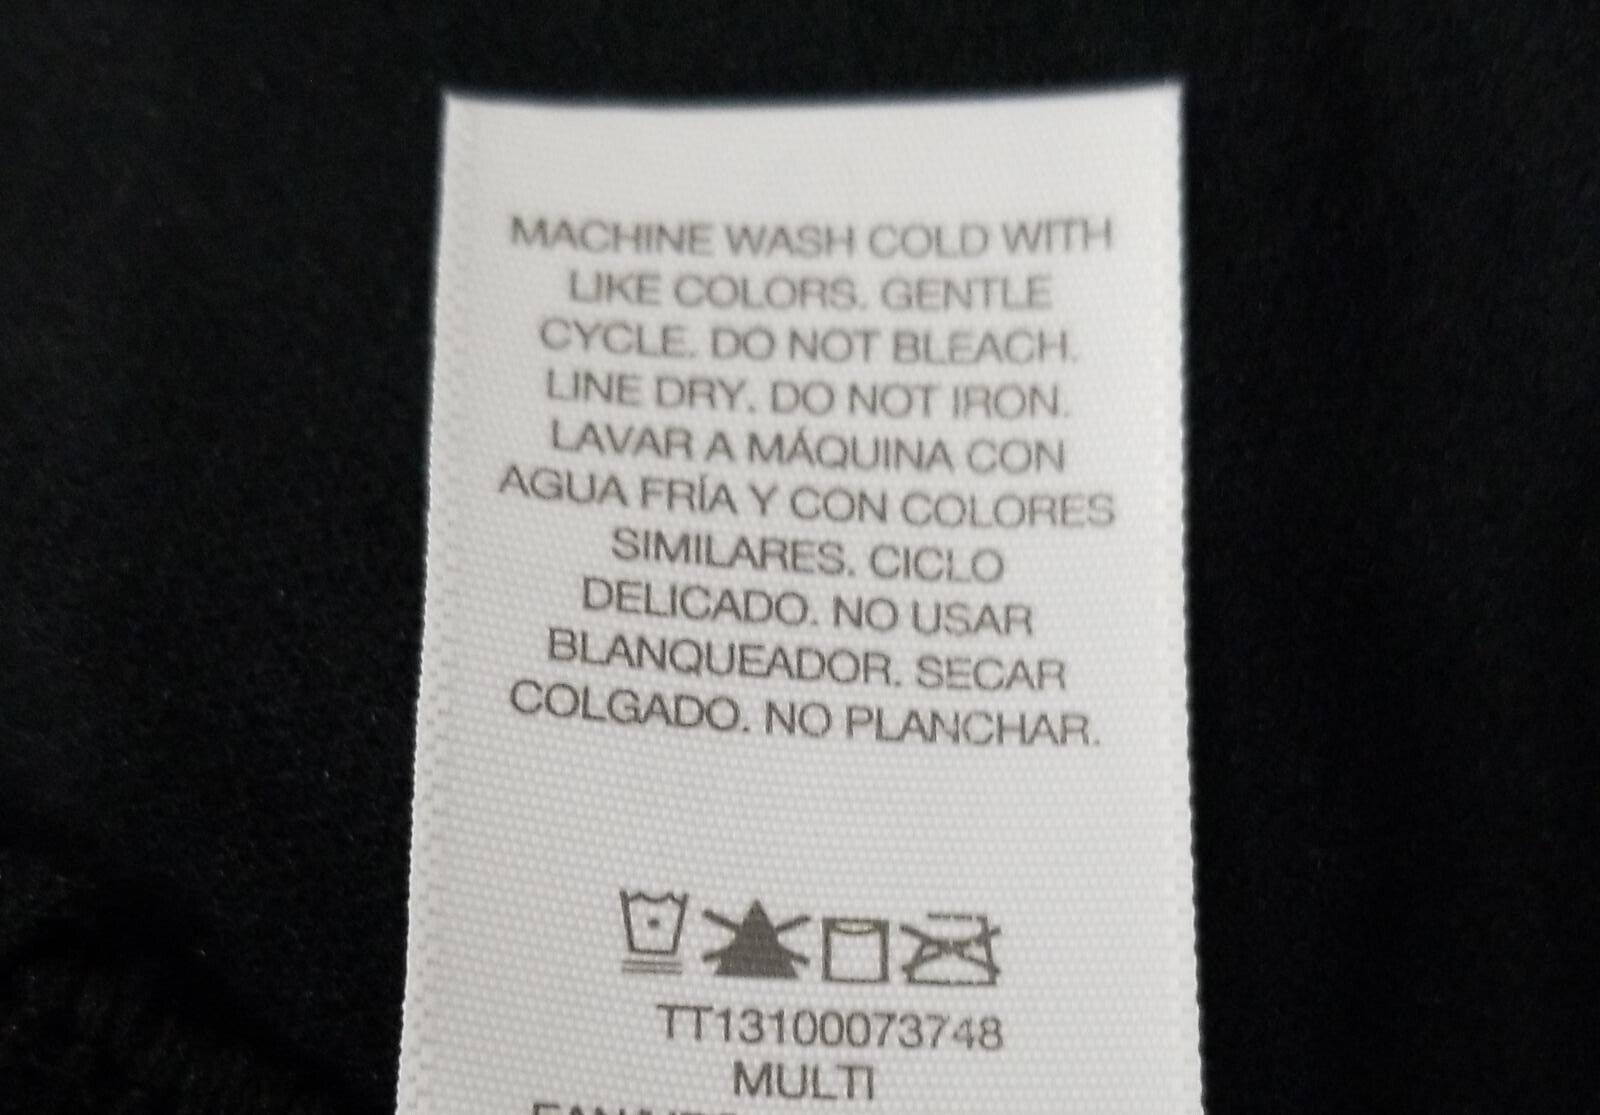 MACHINE WASH COLD WITH
LIKE COLORS. GENTLE
CYCLE. DO NOT BLEACH.
LINE DRY. DO NOT IRON.
LAVAR A MÁQUINA CON
AGUA FRÍA Y CON COLORES
SIMILARES. CICLO
DELICADO. NO USAR
BLANQUEADOR. SECAR
COLGADO. NO PLANCHAR.
TT13100073748
MULTI